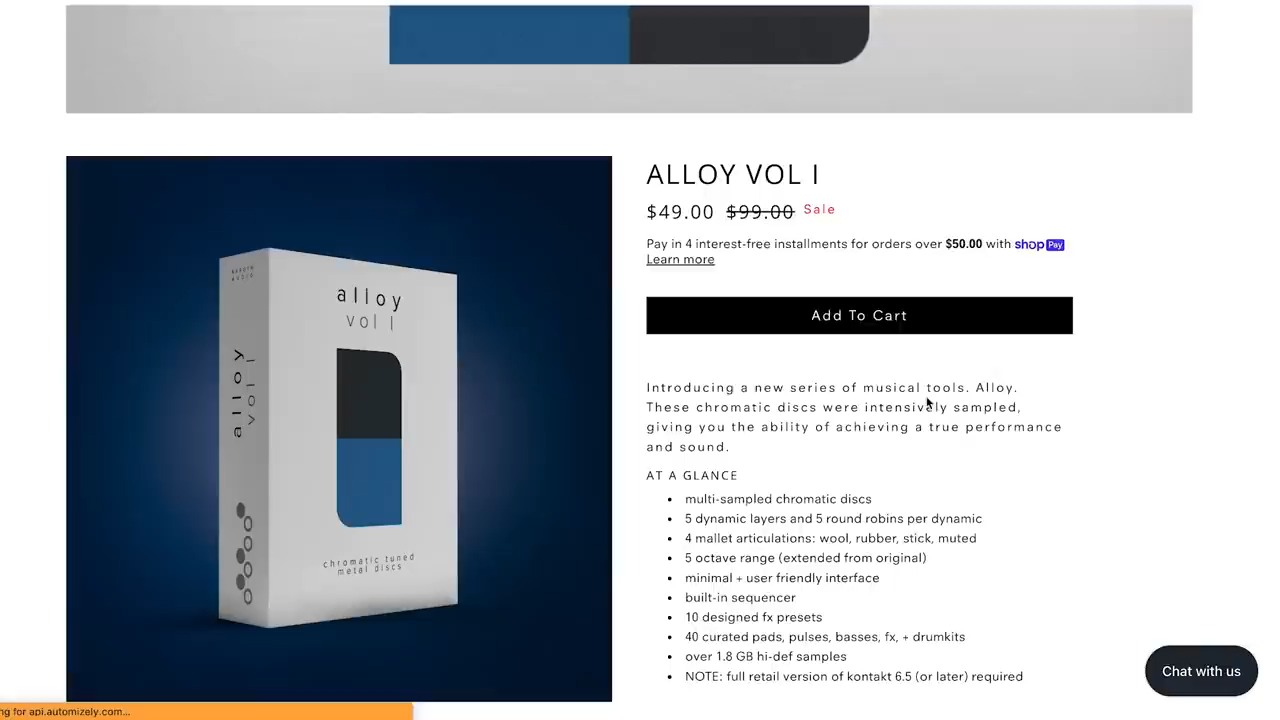 ALLOY VOL I
$49.00 $99.00 Sale
Pay in 4 interest-free installments for orders over $50.00 with shop Pay
Learn more
Add To Cart
Introducing a new series of musical tools. Alloy.
These chromatic discs were intensively sampled,
giving you the ability of achieving a true performance
and sound.
AT A GLANCE
• multi-sampled chromatic discs
• 5 dynamic layers and 5 round robins per dynamic
• 4 mallet articulations: wool, rubber, stick, muted
• 5 octave range (extended from original)
• minimal + user friendly interface
• built-in sequencer
• 10 designed fx presets
• 40 curated pads, pulses, basses, fx, + drumkits
• over 1.8 GB hi-def samples
• NOTE: full retail version of kontakt 6.5 (or later) required
alloy
vol I
alloy
vol I
chromatic tuned
metal discs
Chat with us
ng for api.automizely.com...